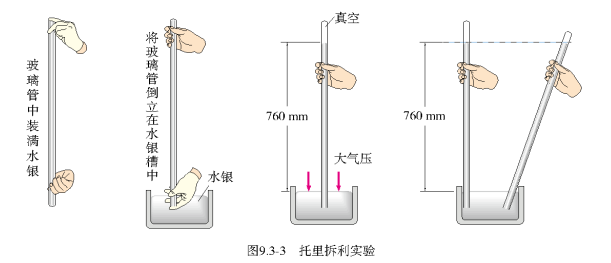 玻璃管中装满水银
将玻璃管倒立在水银槽中
水银
真空
760 mm
大气压
760 mm
图9.3-3 托里拆利实验